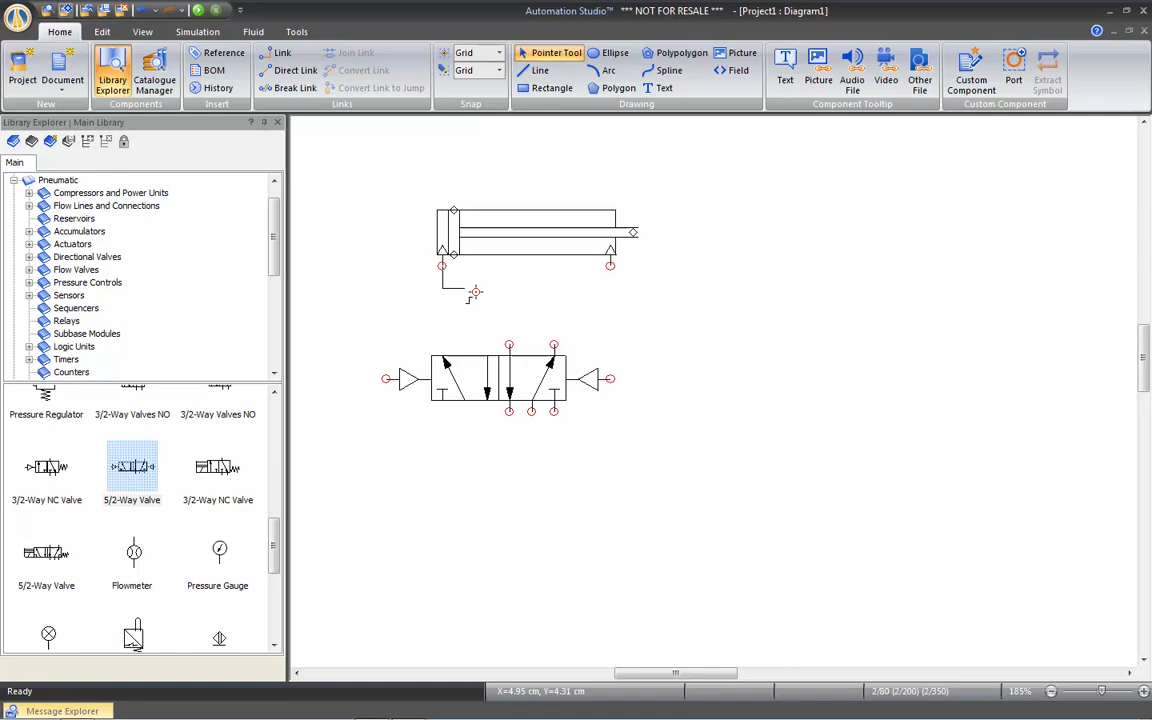 Automation Studio™ *** NOT FOR RESALE *** - [Project1 : Diagram1]
Home Edit View Simulation Fluid Tools
Project Document
New
Library Explorer Catalogue Manager
Components
Reference
BOM
History
Insert
Link Join Link
Direct Link Convert Link
Break Link Convert Link to Jump
Links
Grid
Grid
Snap
Pointer Tool Ellipse Polypolygon Picture
Line Arc Spline Field
Rectangle Polygon Text
Drawing
Text Picture Audio File Video Other File
Component Tooltip
Custom Component Port Extract Symbol
Custom Component
Library Explorer | Main Library
Main
Pneumatic
Compressors and Power Units
Flow Lines and Connections
Reservoirs
Accumulators
Actuators
Directional Valves
Flow Valves
Pressure Controls
Sensors
Sequencers
Relays
Subbase Modules
Logic Units
Timers
Counters
Pressure Regulator 3/2-Way Valves NO 3/2-Way Valves NO
3/2-Way NC Valve 5/2-Way Valve 3/2-Way NC Valve
5/2-Way Valve Flowmeter Pressure Gauge
Ready X=4.95 cm, Y=4.31 cm 2/80 (2/200) (2/350) 185%
Message Explorer